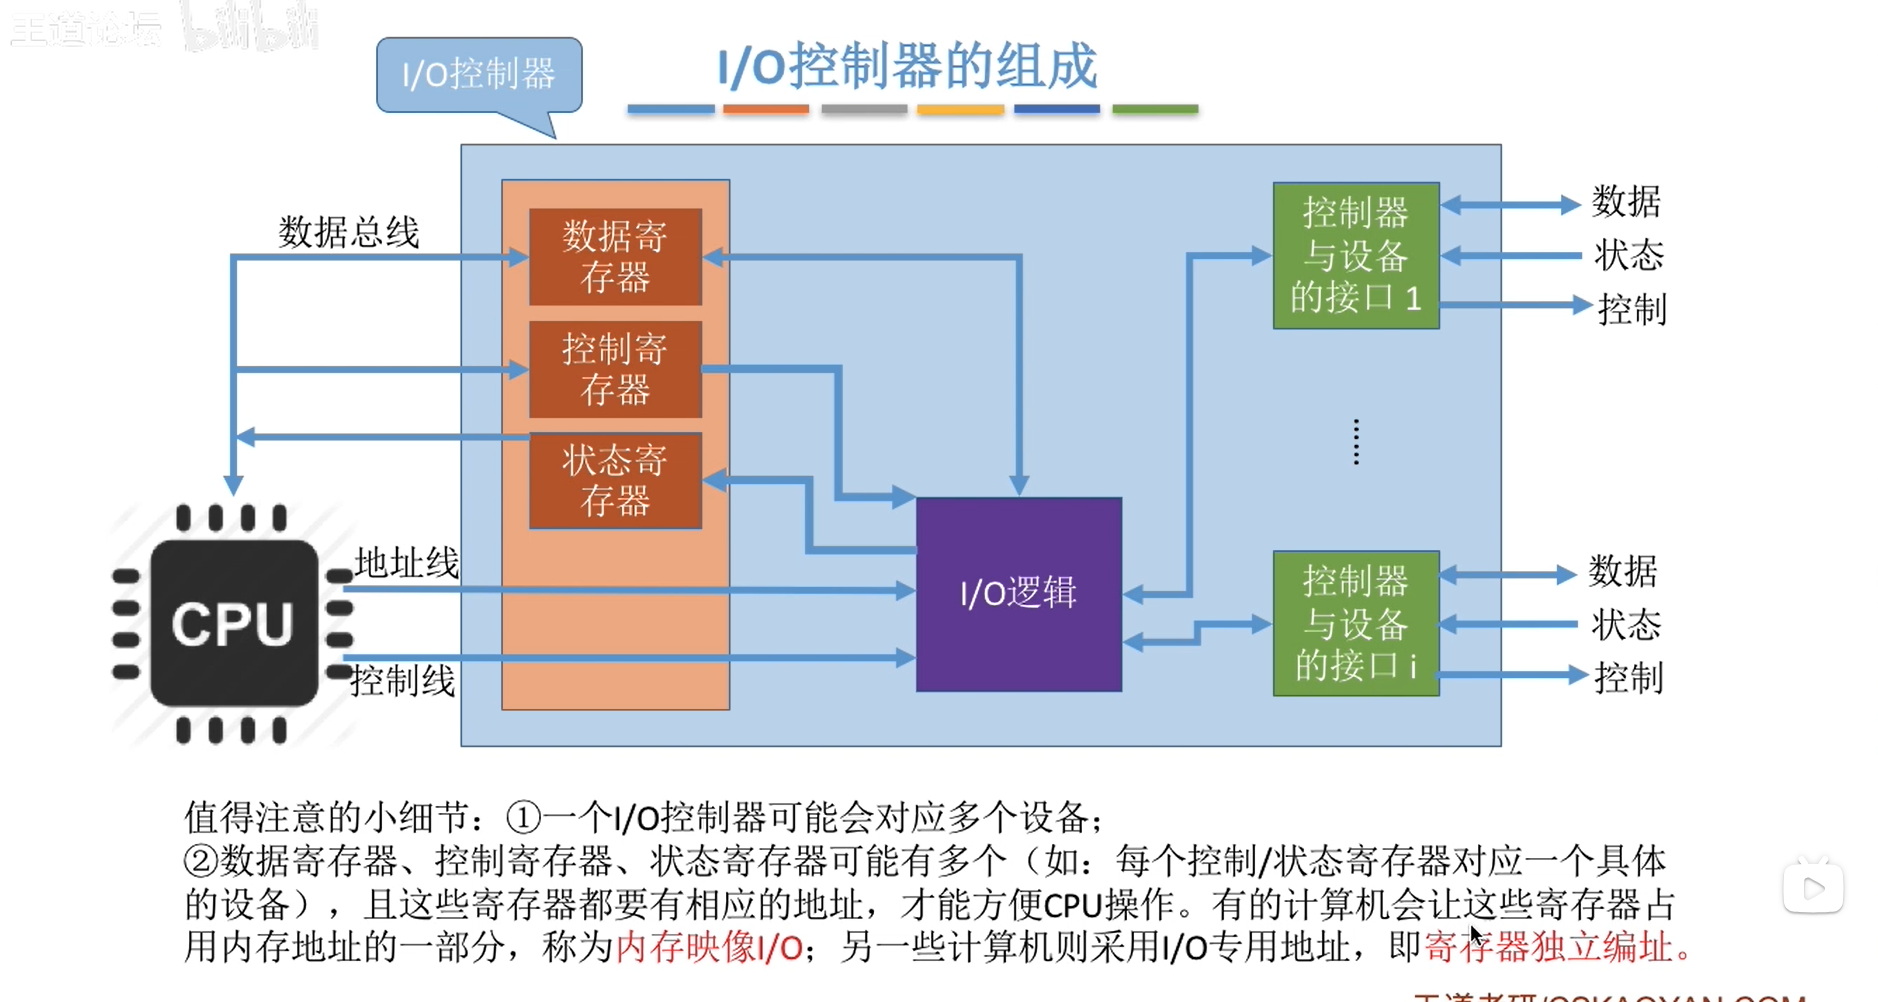 王道论坛 bilibili
I/O控制器
I/O控制器的组成
数据总线
数据寄
存器
控制寄
存器
状态寄
存器
CPU
地址线
控制线
I/O逻辑
控制器
与设备
的接口 1
数据
状态
控制
......
控制器
与设备
的接口 i
数据
状态
控制
值得注意的小细节：①一个I/O控制器可能会对应多个设备；
②数据寄存器、控制寄存器、状态寄存器可能有多个（如：每个控制/状态寄存器对应一个具体
的设备），且这些寄存器都要有相应的地址，才能方便CPU操作。有的计算机会让这些寄存器占
用内存地址的一部分，称为内存映像I/O；另一些计算机则采用I/O专用地址，即寄存器独立编址。
王道考研/CSKAOYAN.COM